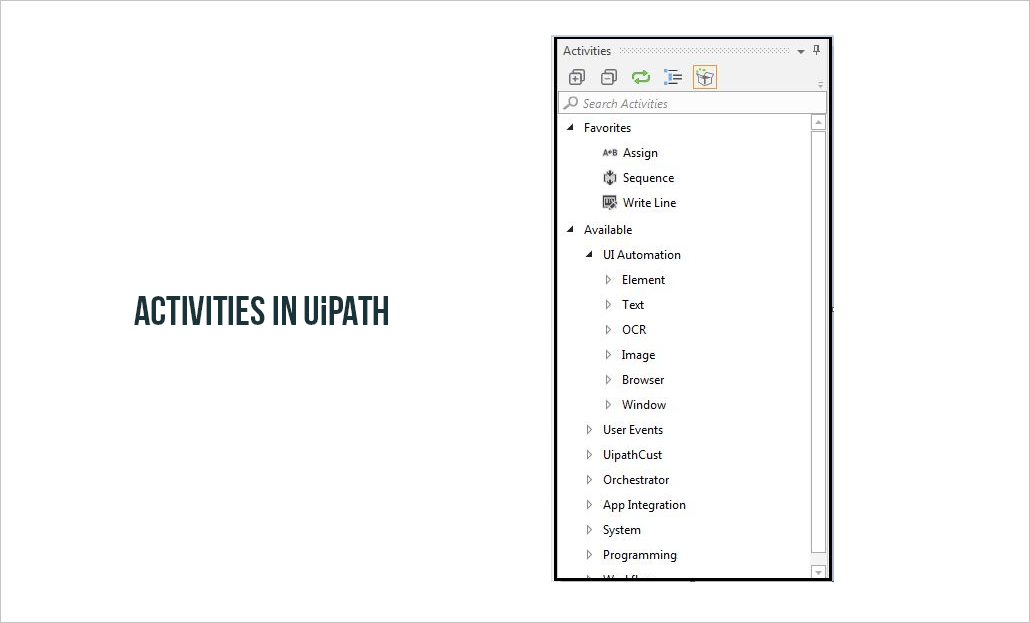 ACTIVITIES IN UiPATH
Activities
Search Activities
Favorites
A+B Assign
Sequence
Write Line
Available
UI Automation
Element
Text
OCR
Image
Browser
Window
User Events
UipathCust
Orchestrator
App Integration
System
Programming